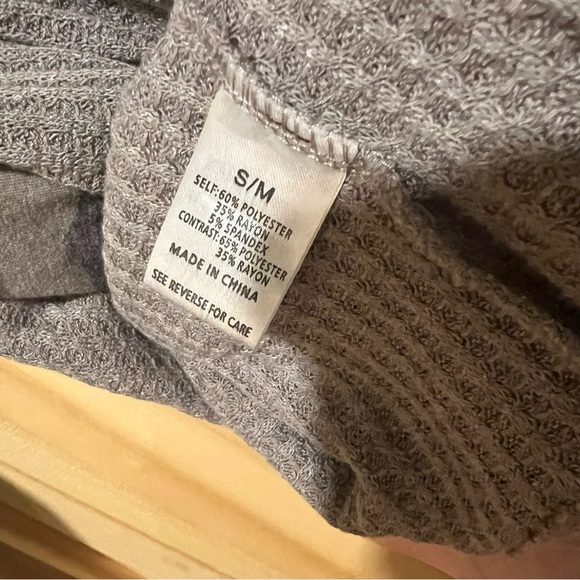 S/M
SELF:60% POLYESTER
35% RAYON
5% SPANDEX
CONTRAST:65% POLYESTER
35% RAYON
MADE IN CHINA
SEE REVERSE FOR CARE